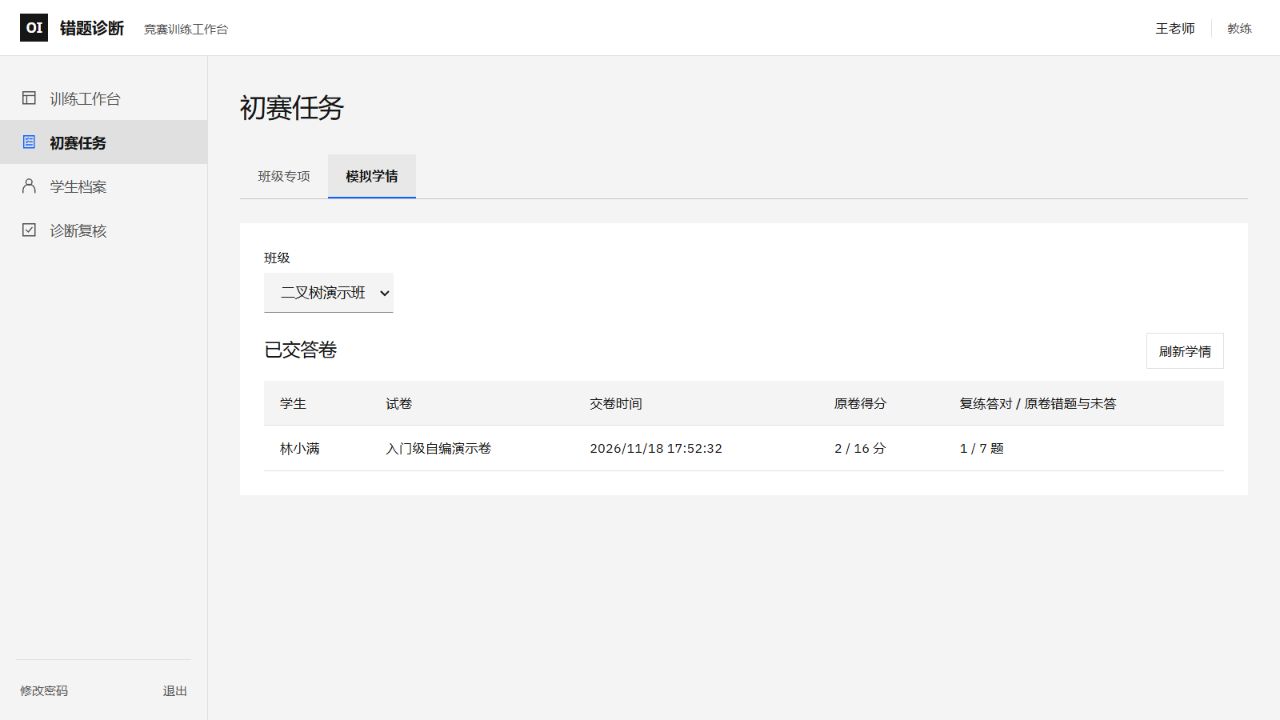 OI 错题诊断 竞赛训练工作台 王老师 教练
训练工作台
初赛任务
学生档案
诊断复核
修改密码 退出
初赛任务
班级专项 模拟学情
班级
二叉树演示班
已交答卷 刷新学情
学生 试卷 交卷时间 原卷得分 复练答对 / 原卷错题与未答
林小满 入门级自编演示卷 2026/11/18 17:52:32 2 / 16 分 1 / 7 题